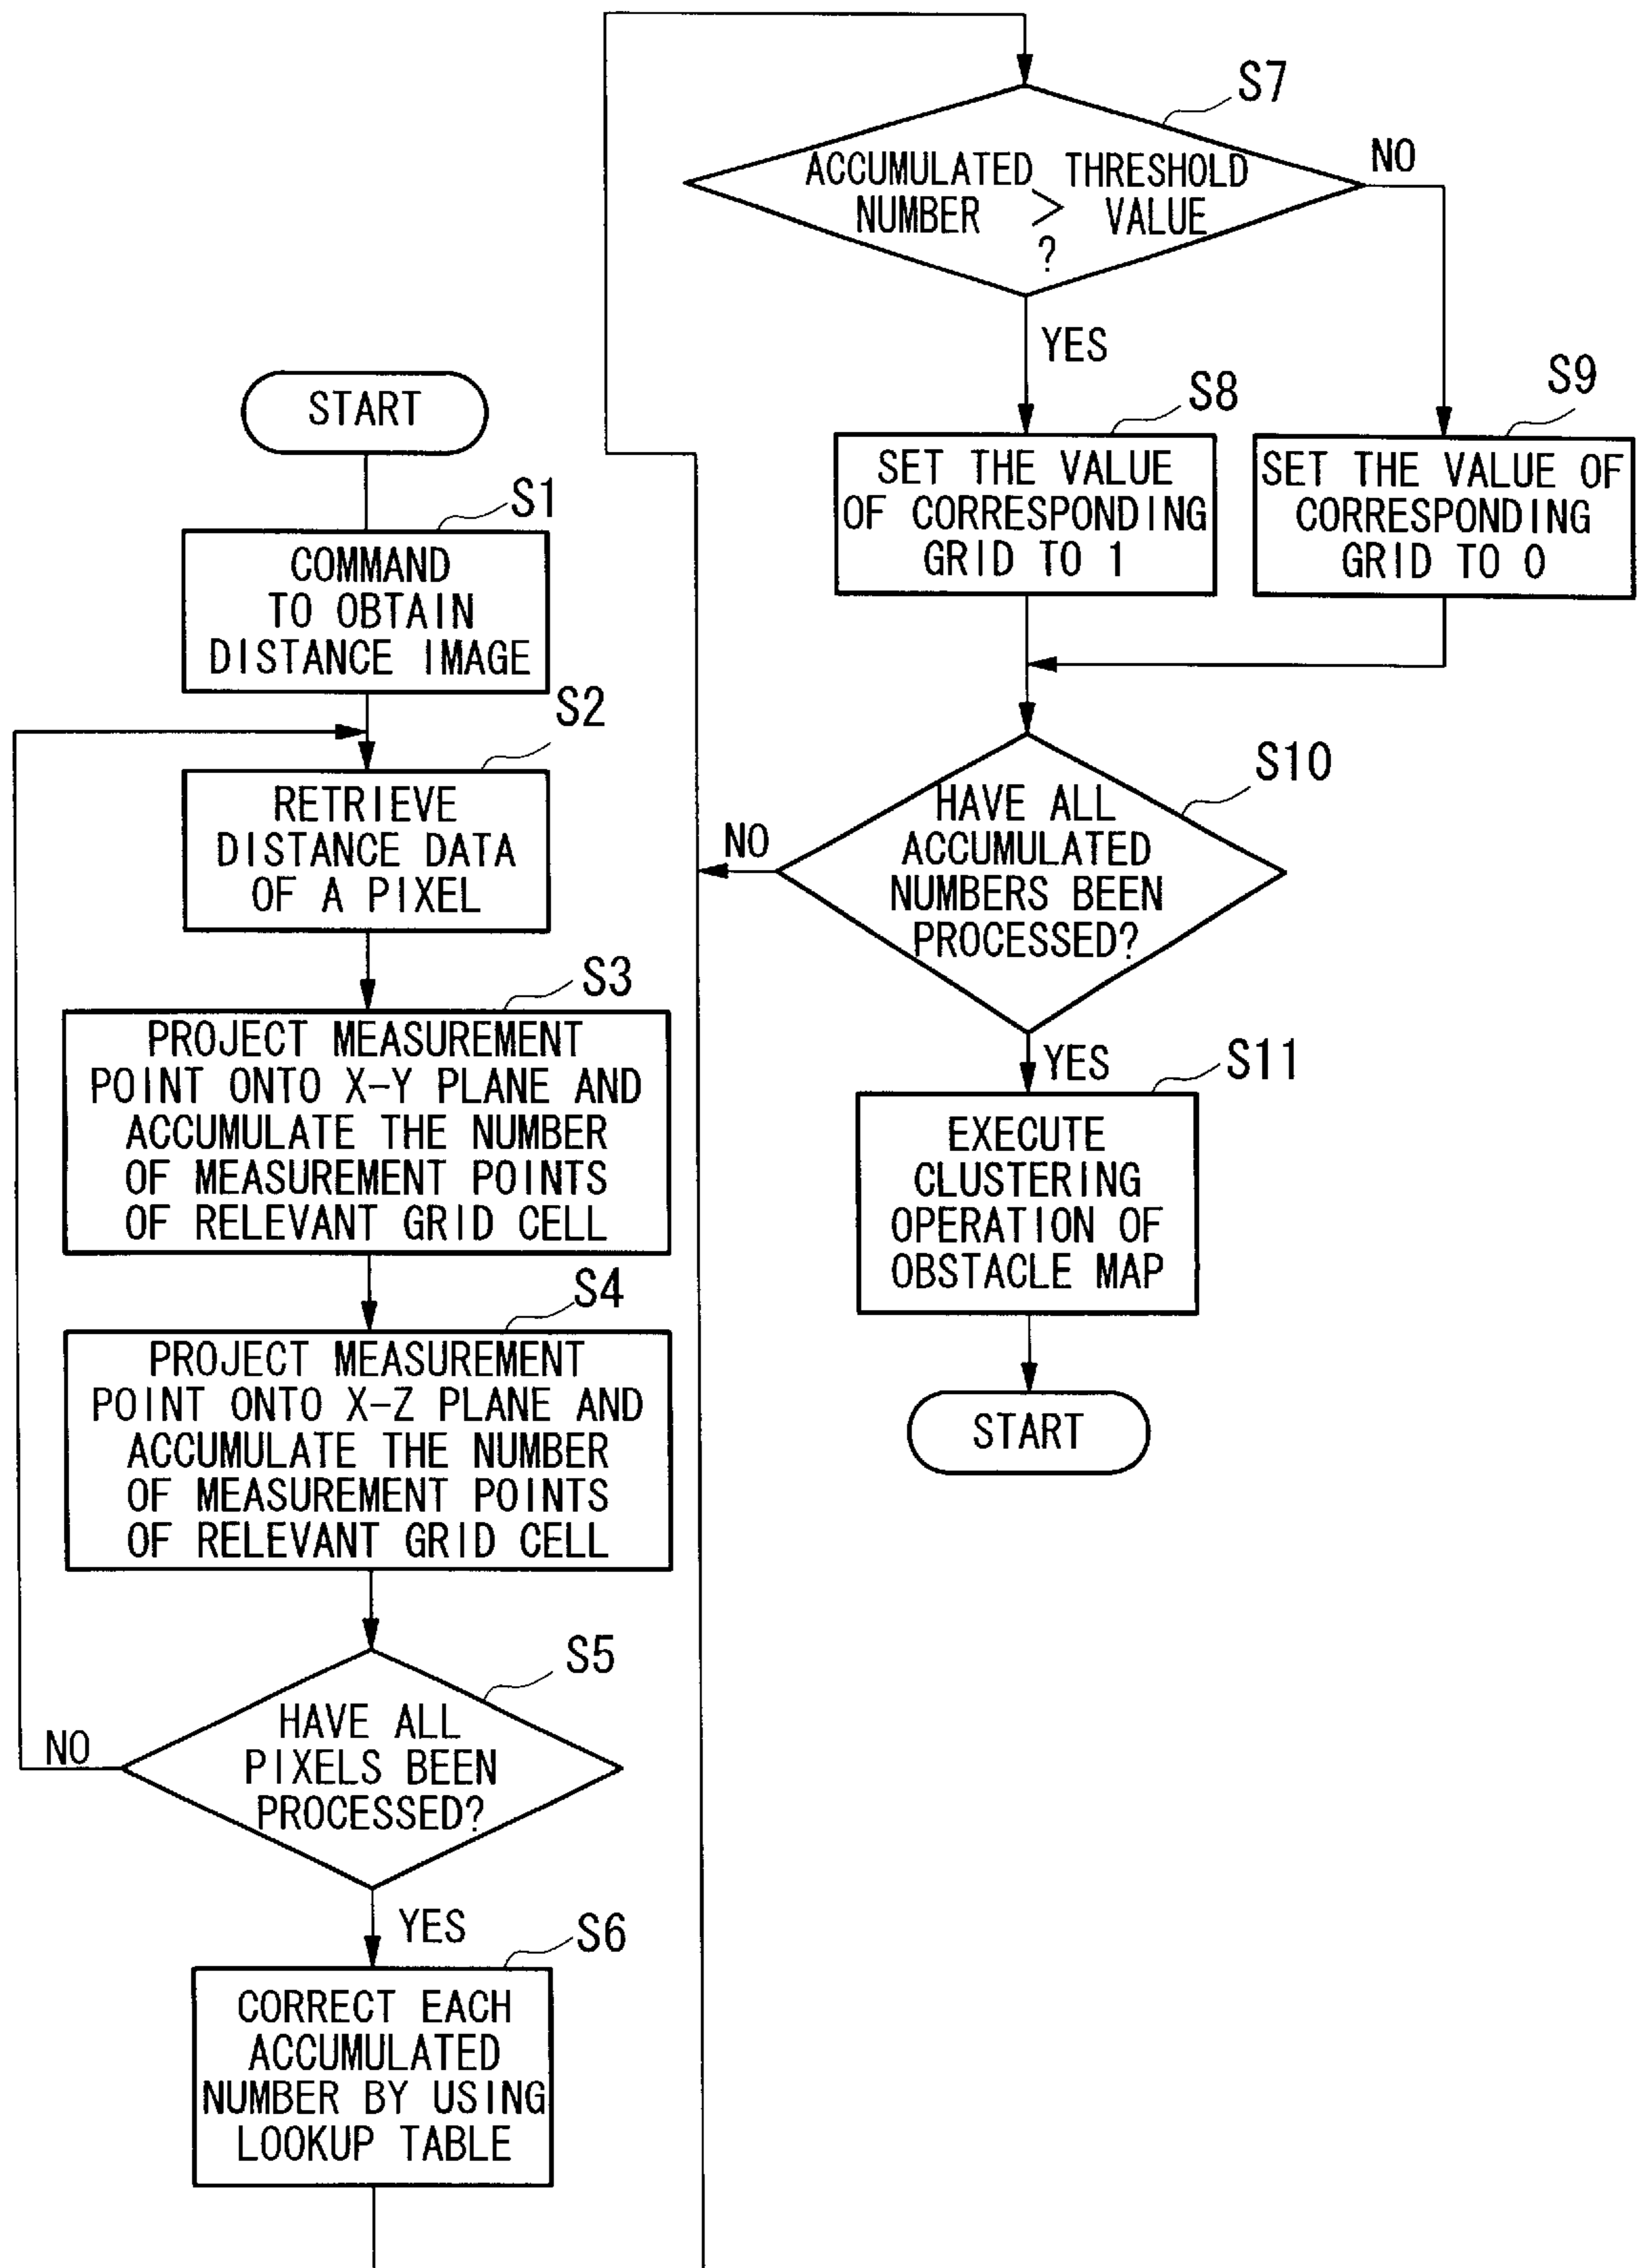 START
S1
COMMAND
TO OBTAIN
DISTANCE IMAGE
S2
RETRIEVE
DISTANCE DATA
OF A PIXEL
S3
PROJECT MEASUREMENT
POINT ONTO X-Y PLANE AND
ACCUMULATE THE NUMBER
OF MEASUREMENT POINTS
OF RELEVANT GRID CELL
S4
PROJECT MEASUREMENT
POINT ONTO X-Z PLANE AND
ACCUMULATE THE NUMBER
OF MEASUREMENT POINTS
OF RELEVANT GRID CELL
S5
HAVE ALL
PIXELS BEEN
PROCESSED?
NO
YES
S6
CORRECT EACH
ACCUMULATED
NUMBER BY USING
LOOKUP TABLE
S7
ACCUMULATED THRESHOLD
NUMBER > VALUE
?
NO
YES
S8
SET THE VALUE
OF CORRESPONDING
GRID TO 1
S9
SET THE VALUE OF
CORRESPONDING
GRID TO 0
S10
HAVE ALL
ACCUMULATED
NUMBERS BEEN
PROCESSED?
NO
YES
S11
EXECUTE
CLUSTERING
OPERATION OF
OBSTACLE MAP
START